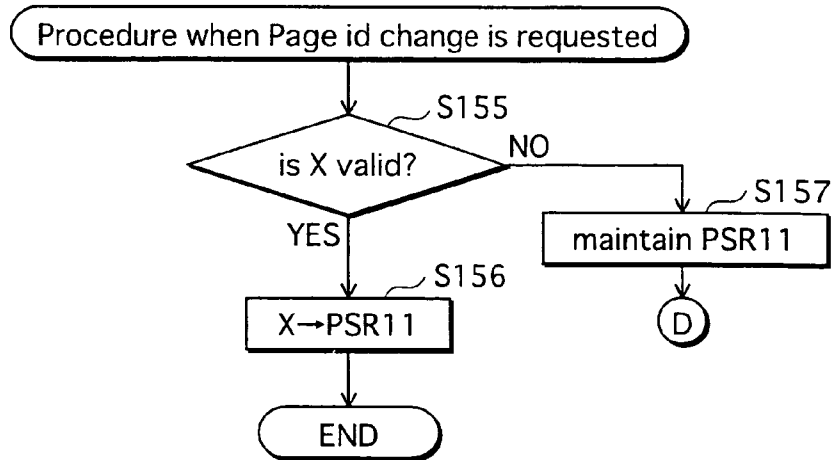 Procedure when Page id change is requested
S155
is X valid?
NO
S157
YES
maintain PSR11
S156
X→PSR11
D
END